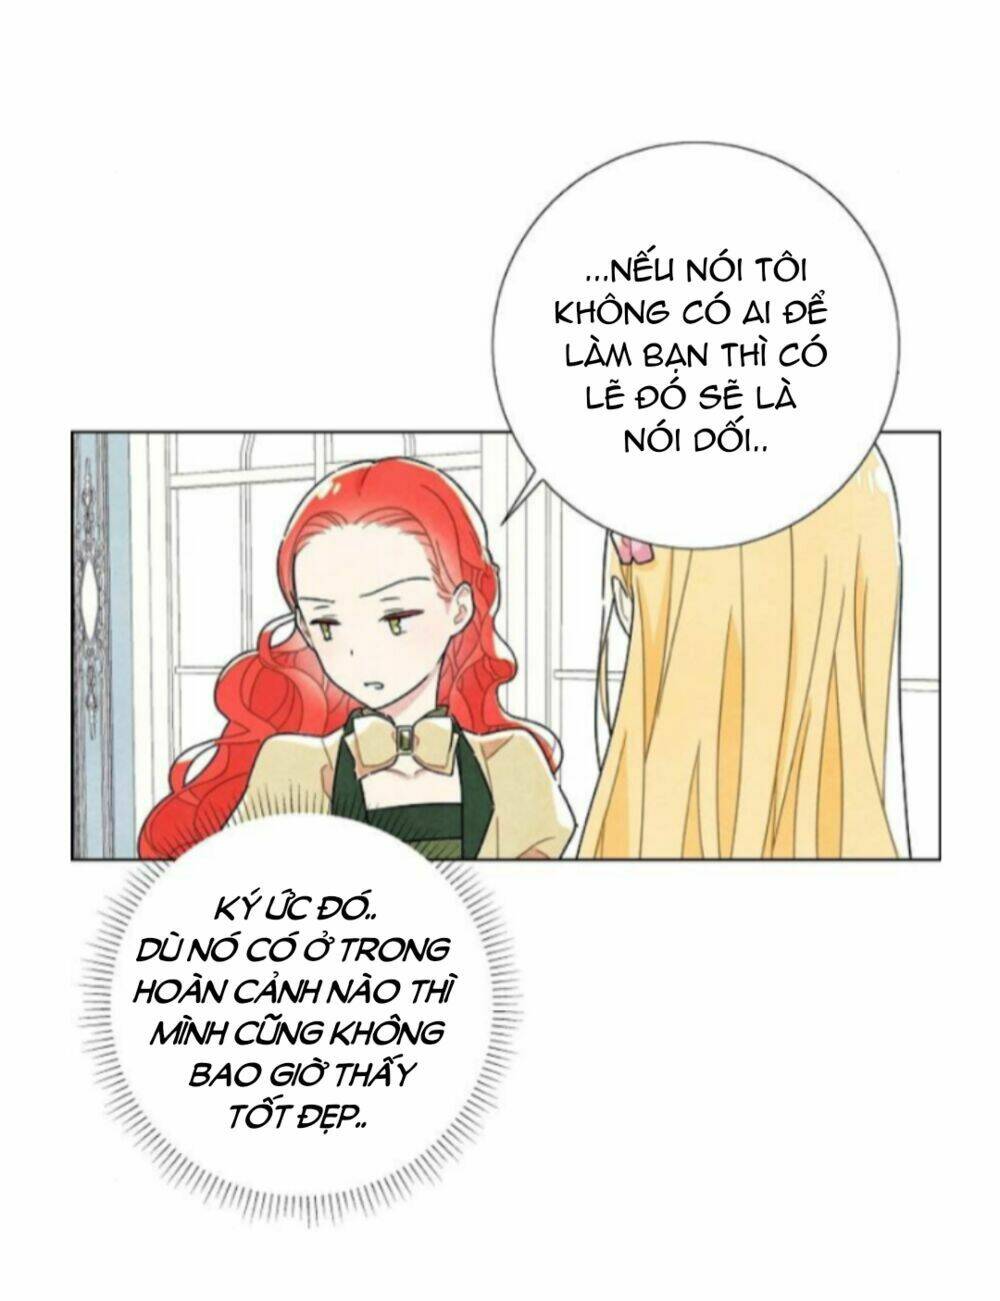 ...NẾU NÓI TÔI
KHÔNG CÓ AI ĐỂ
LÀM BẠN THÌ CÓ
LẼ ĐÓ SẼ LÀ
NÓI DỐI..
KÝ ỨC ĐÓ..
DÙ NÓ CÓ Ở TRONG
HOÀN CẢNH NÀO THÌ
MÌNH CŨNG KHÔNG
BAO GIỜ THẤY
TỐT ĐẸP..